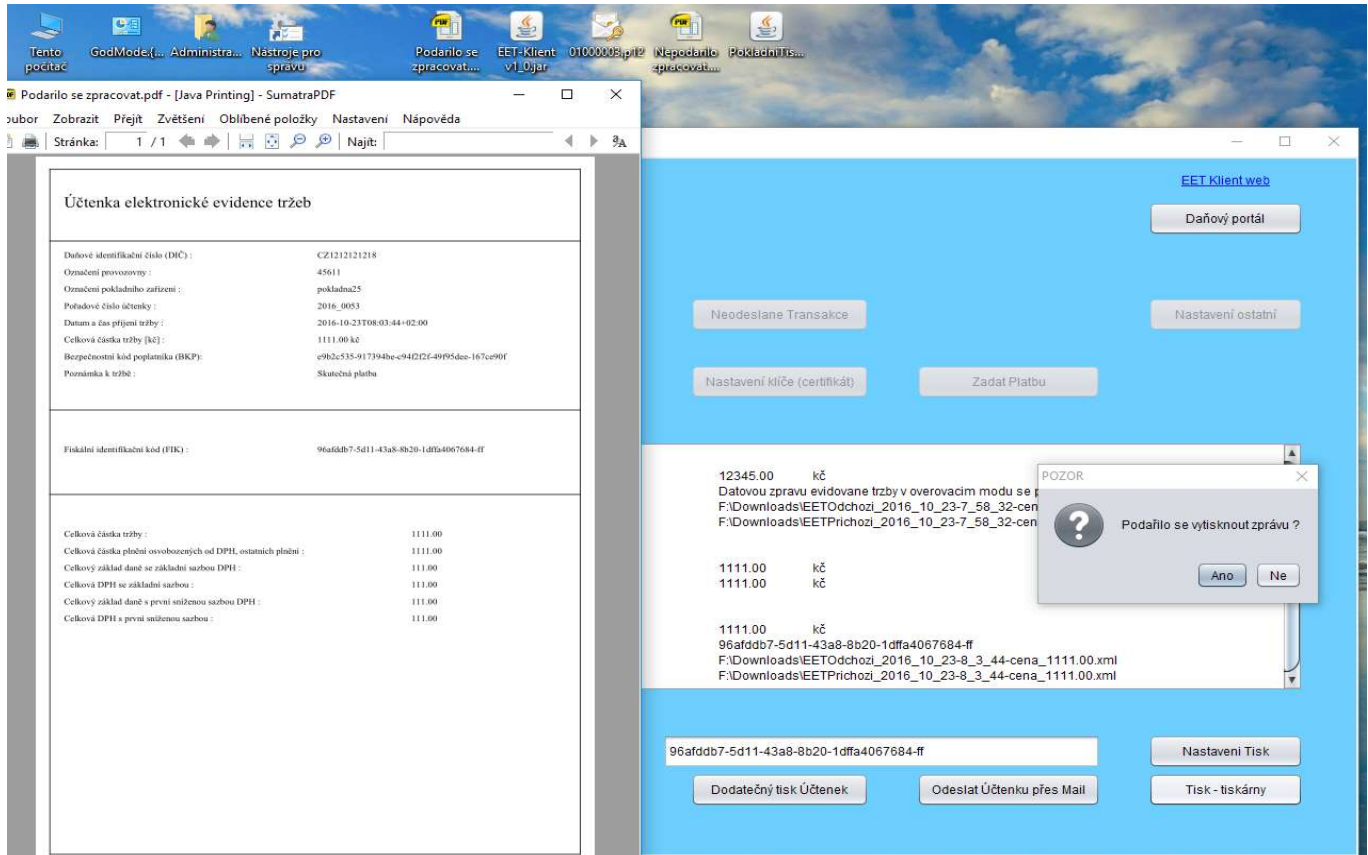 Tento počítač
GodMode.{...
Administra...
Nástroje pro správu
Podarilo se zpracovat....
EET-Klient v1_0.jar
01000003.p12
Nepodarilo zpracovat....
PokladniTis...
Podarilo se zpracovat.pdf - [Java Printing] - SumatraPDF
oubor Zobrazit Přejít Zvětšení Oblíbené položky Nastavení Nápověda
Stránka: 1 / 1 Najít:
Účtenka elektronické evidence tržeb
Daňové identifikační číslo (DIČ) : CZ1212121218
Označení provozovny : 45611
Označení pokladního zařízení : pokladna25
Pořadové číslo účtenky : 2016_0053
Datum a čas přijení tržby : 2016-10-23T08:03:44+02:00
Celková částka tržby [kč] : 1111.00 kč
Bezpečnostní kód poplatníka (BKP): e9b2c535-917394be-c94f2f2f-49f95dee-167ce90f
Poznámka k tržbě : Skutečná platba
Fiskální identifikační kód (FIK) : 96afddb7-5d11-43a8-8b20-1dffa4067684-ff
Celková částka tržby : 1111.00
Celková částka plnění osvobozených od DPH, ostatních plnění : 1111.00
Celkový základ daně se základní sazbou DPH : 111.00
Celková DPH se základní sazbou : 111.00
Celkový základ daně s první sníženou sazbou DPH : 111.00
Celková DPH s první sníženou sazbou : 111.00
EET Klient web
Daňový portál
Neodeslane Transakce
Nastavení ostatní
Nastavení klíče (certifikát)
Zadat Platbu
12345.00 kč
Datovou zpravu evidovane trzby v overovacim modu se p
F:\Downloads\EETOdchozi_2016_10_23-7_58_32-cen
F:\Downloads\EETPrichozi_2016_10_23-7_58_32-cen
1111.00 kč
1111.00 kč
1111.00 kč
96afddb7-5d11-43a8-8b20-1dffa4067684-ff
F:\Downloads\EETOdchozi_2016_10_23-8_3_44-cena_1111.00.xml
F:\Downloads\EETPrichozi_2016_10_23-8_3_44-cena_1111.00.xml
POZOR
Podařilo se vytisknout zprávu ?
Ano Ne
96afddb7-5d11-43a8-8b20-1dffa4067684-ff
Nastaveni Tisk
Dodatečný tisk Účtenek
Odeslat Účtenku přes Mail
Tisk - tiskárny